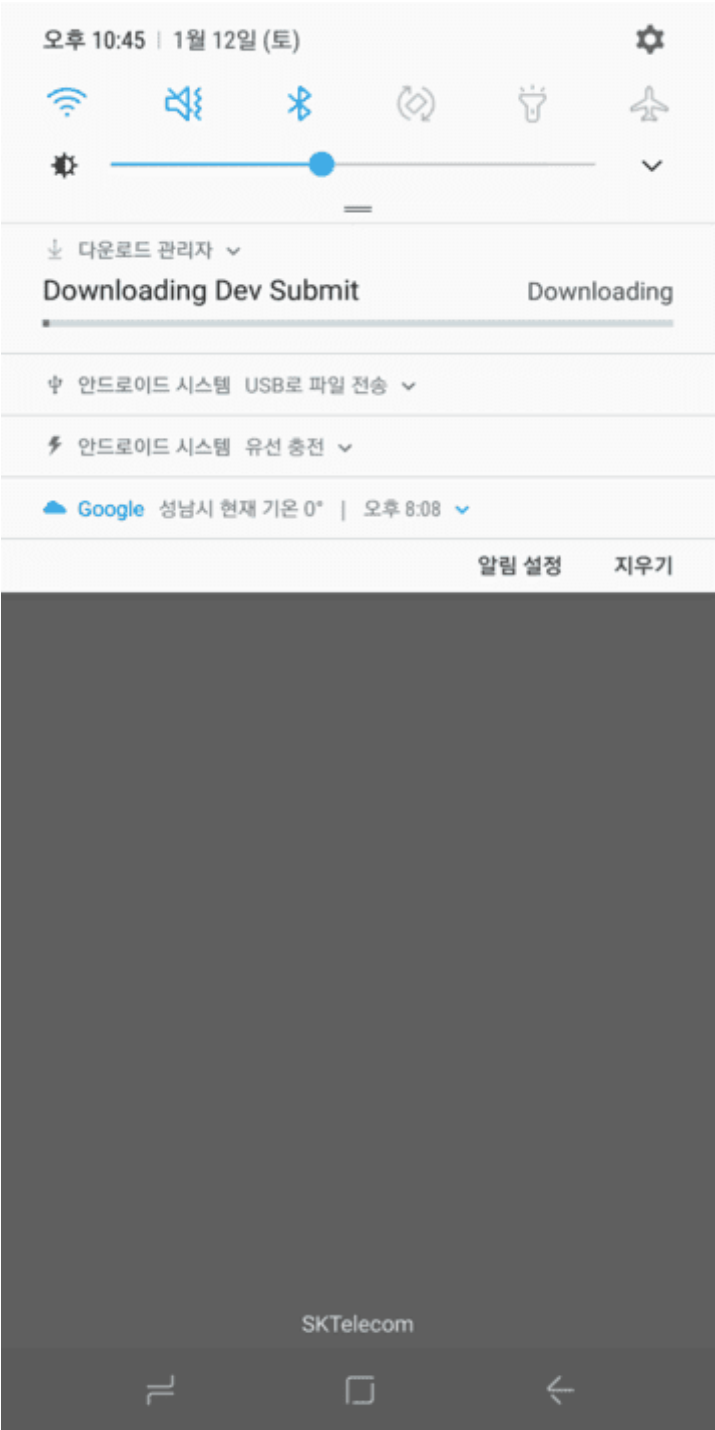 오후 10:45 | 1월 12일 (토)
다운로드 관리자
Downloading Dev Submit Downloading
안드로이드 시스템 USB로 파일 전송
안드로이드 시스템 유선 충전
Google 성남시 현재 기온 0° | 오후 8:08
알림 설정 지우기
SKTelecom